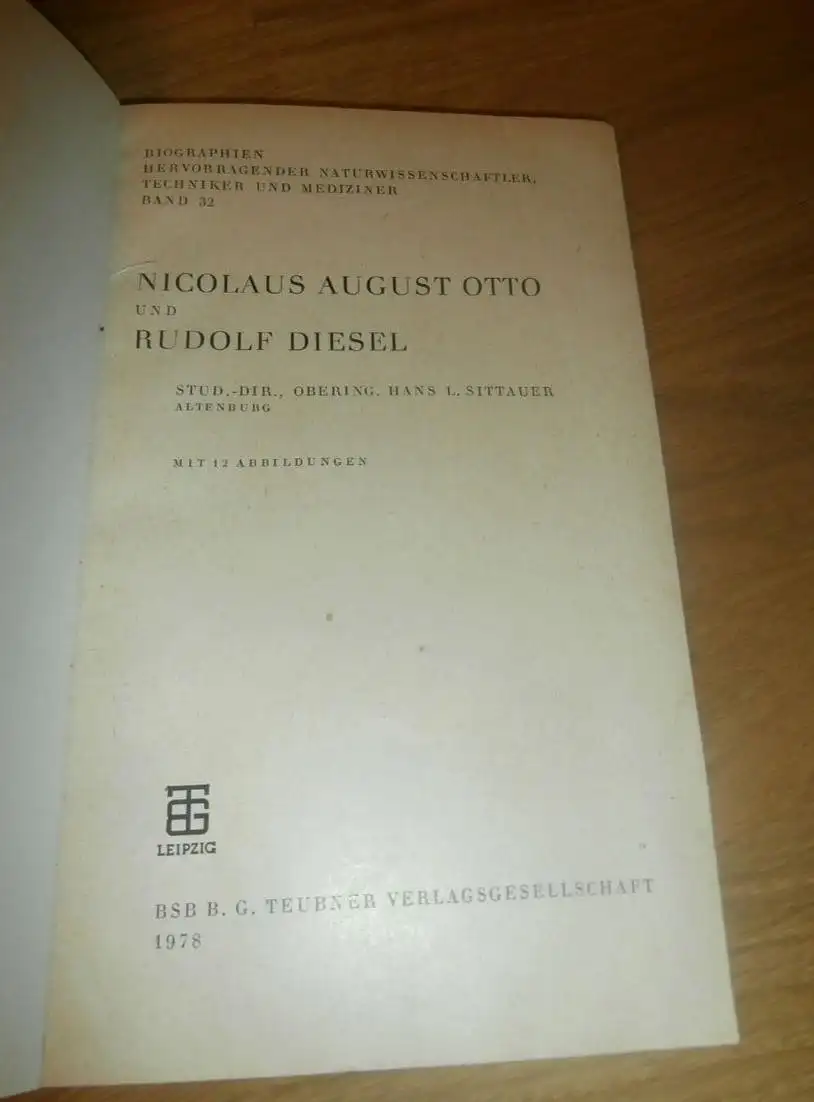 BIOGRAPHIEN
HERVORRAGENDER NATURWISSENSCHAFTLER,
TECHNIKER UND MEDIZINER
BAND 32
NICOLAUS AUGUST OTTO
UND
RUDOLF DIESEL
STUD.-DIR., OBERING. HANS L. SITTAUER
ALTENBURG
MIT 12 ABBILDUNGEN
BGT
LEIPZIG
BSB B. G. TEUBNER VERLAGSGESELLSCHAFT
1978